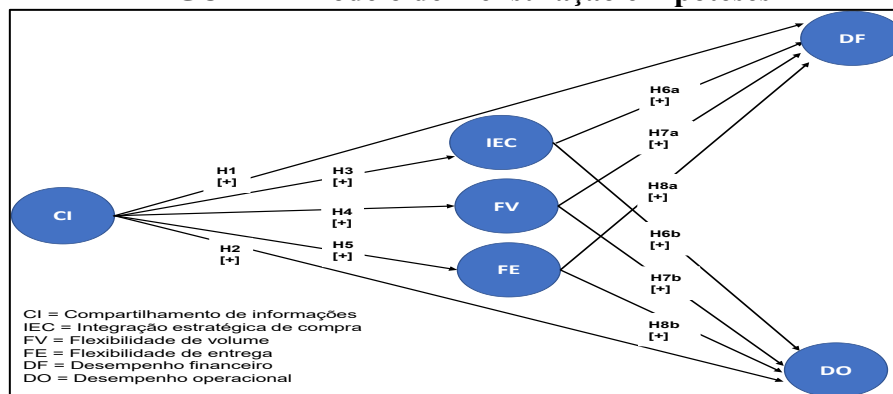 DF
H6a
[+]
IEC
H7a
[+]
H1
[+]
H3
[+]
H8a
[+]
CI
H4
[+]
FV
H2
[+]
H5
[+]
H6b
[+]
FE
H7b
[+]
H8b
[+]
DO
CI = Compartilhamento de informações
IEC = Integração estratégica de compra
FV = Flexibilidade de volume
FE = Flexibilidade de entrega
DF = Desempenho financeiro
DO = Desempenho operacional